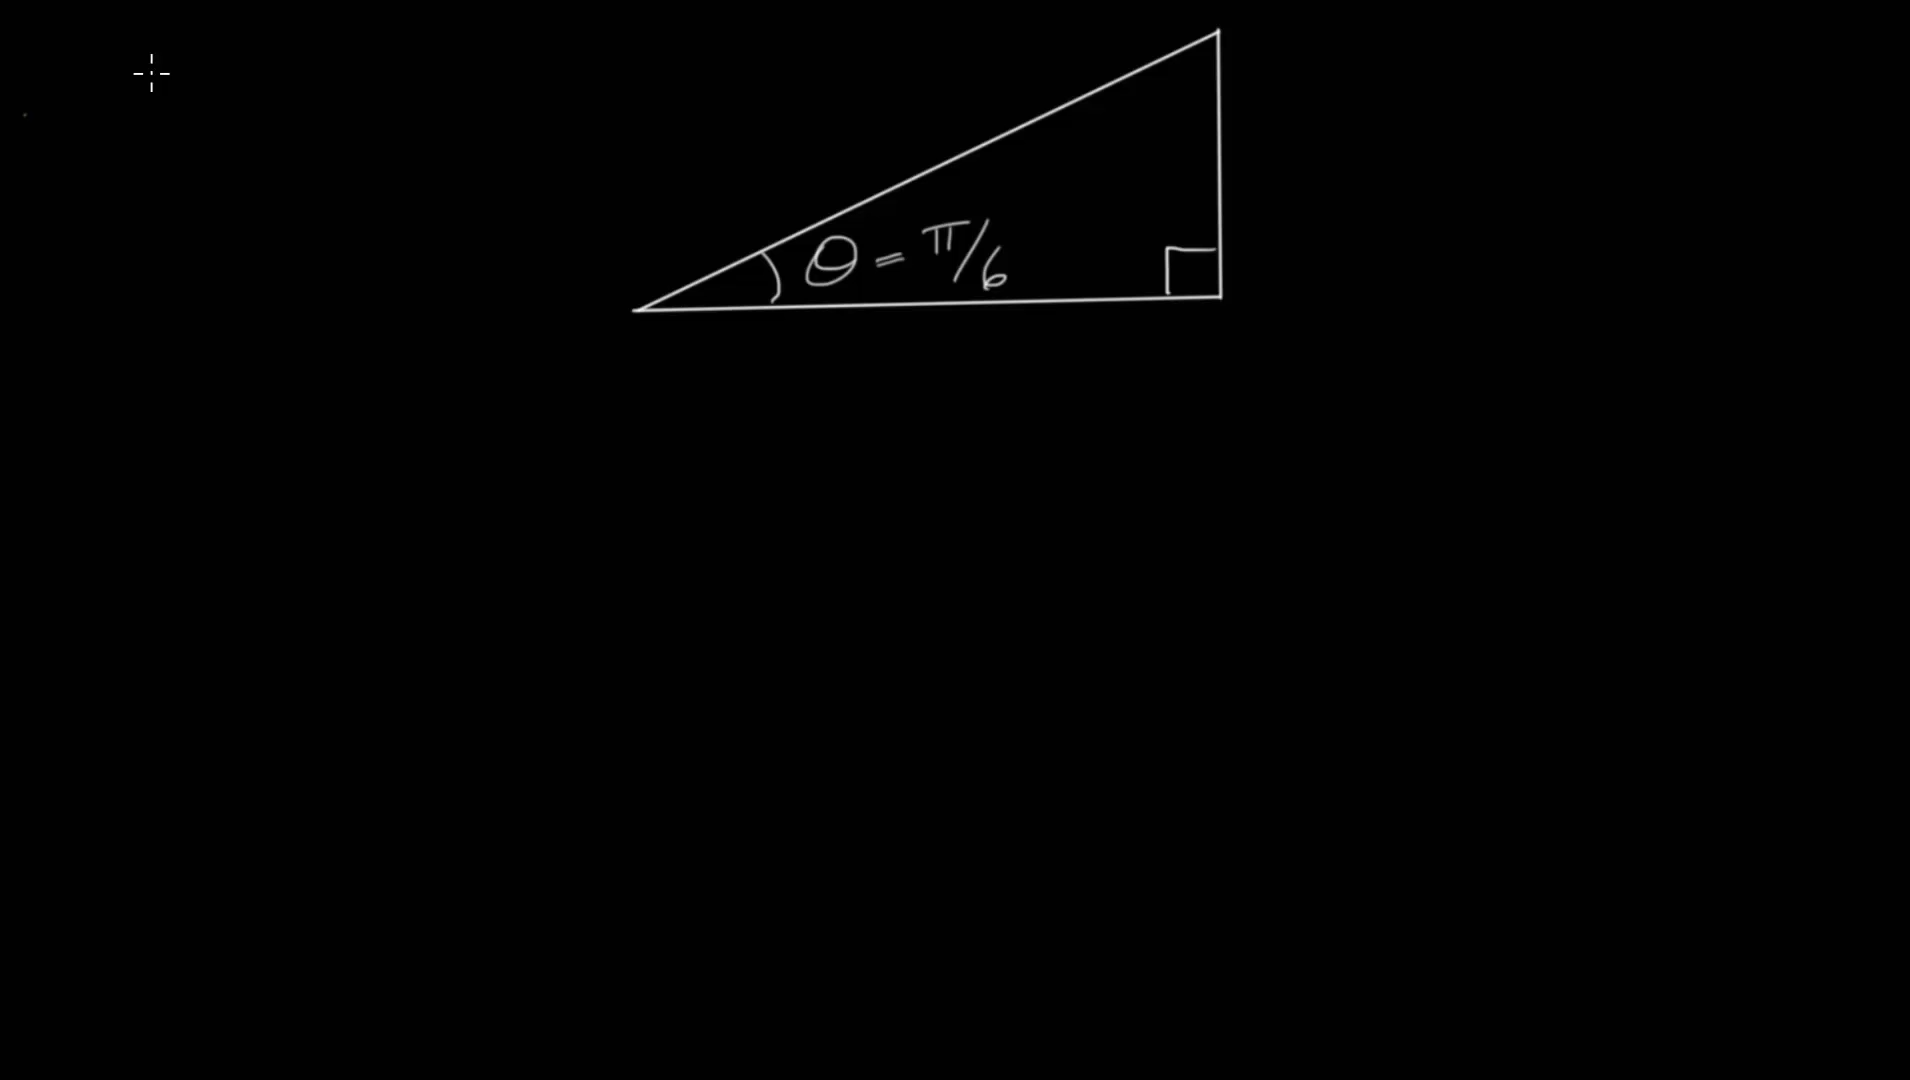 θ = π/6